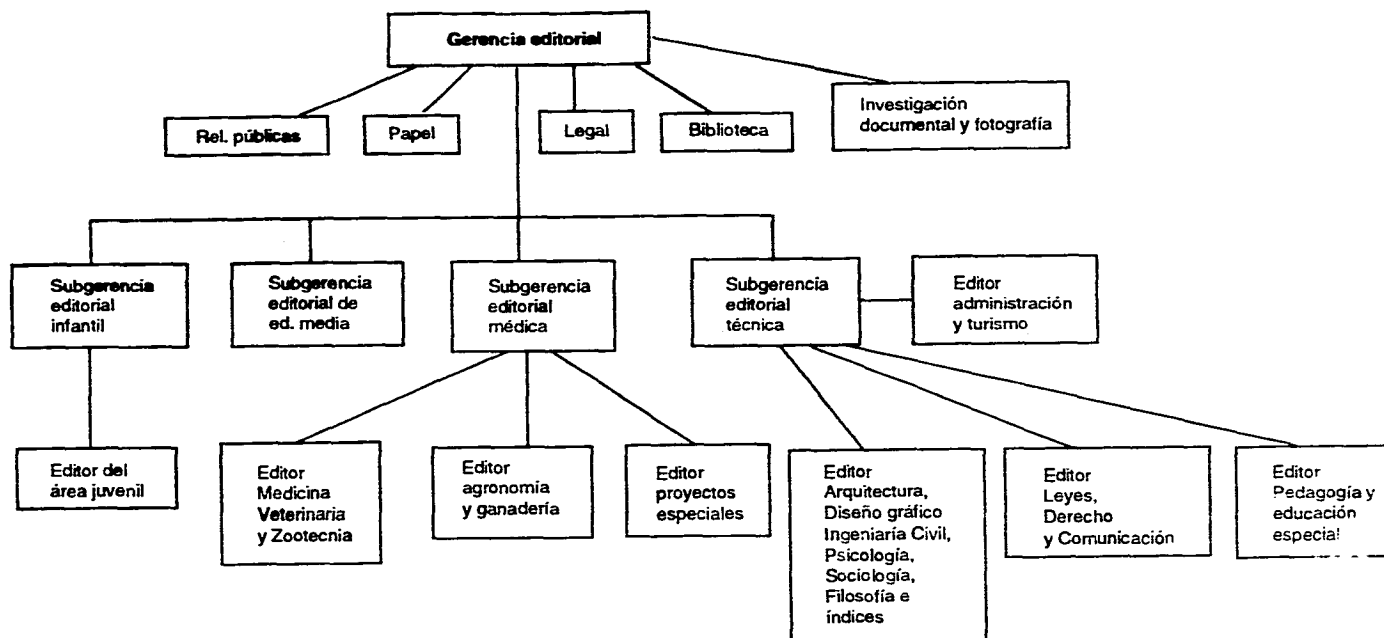 Gerencia editorial
Rel. públicas
Papel
Legal
Biblioteca
Investigación
documental y fotografía
Subgerencia
editorial
infantil
Subgerencia
editorial de
ed. media
Subgerencia
editorial
médica
Subgerencia
editorial
técnica
Editor
administración
y turismo
Editor del
área juvenil
Editor
Medicina
Veterinaria
y Zootecnia
Editor
agronomía
y ganadería
Editor
proyectos
especiales
Editor
Arquitectura,
Diseño gráfico
Ingeniaría Civil,
Psicología,
Sociología,
Filosofía e
índices
Editor
Leyes,
Derecho
y Comunicación
Editor
Pedagogía y
educación
especial